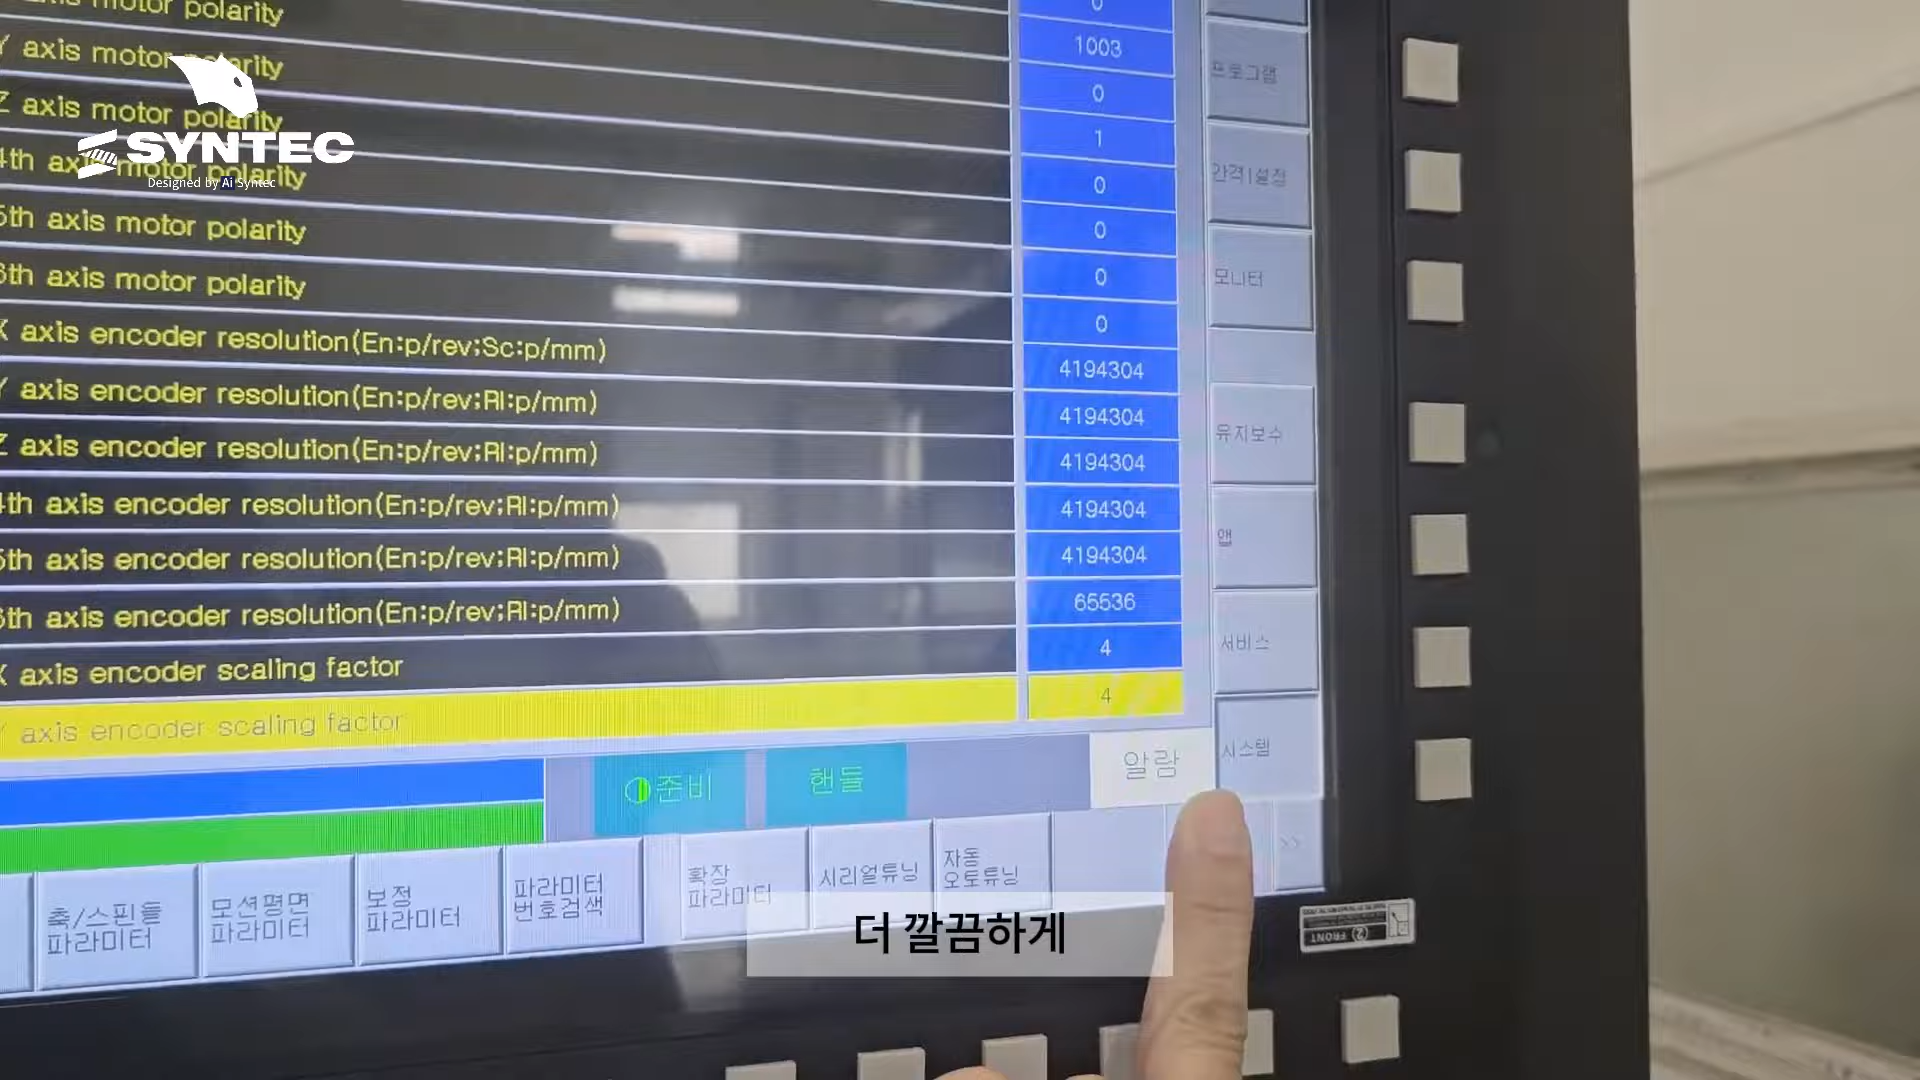 axis motor polarity
0
Y axis motor polarity
1003
Z axis motor polarity
0
4th axis motor polarity
1
5th axis motor polarity
0
6th axis motor polarity
0
0
0
X axis encoder resolution(En:p/rev;Sc:p/mm)
4194304
Y axis encoder resolution(En:p/rev;Rl:p/mm)
4194304
Z axis encoder resolution(En:p/rev;Rl:p/mm)
4194304
4th axis encoder resolution(En:p/rev;Rl:p/mm)
4194304
5th axis encoder resolution(En:p/rev;Rl:p/mm)
4194304
6th axis encoder resolution(En:p/rev;Rl:p/mm)
65536
X axis encoder scaling factor
4
Y axis encoder scaling factor
4
SYNTEC
Designed by Ai Syntec
프로그램
간격|설정
모니터
유지보수
앱
서비스
시스템
준비
핸들
알람
축/스핀들
파라미터
모션평면
파라미터
보정
파라미터
파라미터
번호검색
확장
파라미터
시리얼튜닝
자동
오토튜닝
>>
더 깔끔하게
(2) FRONT